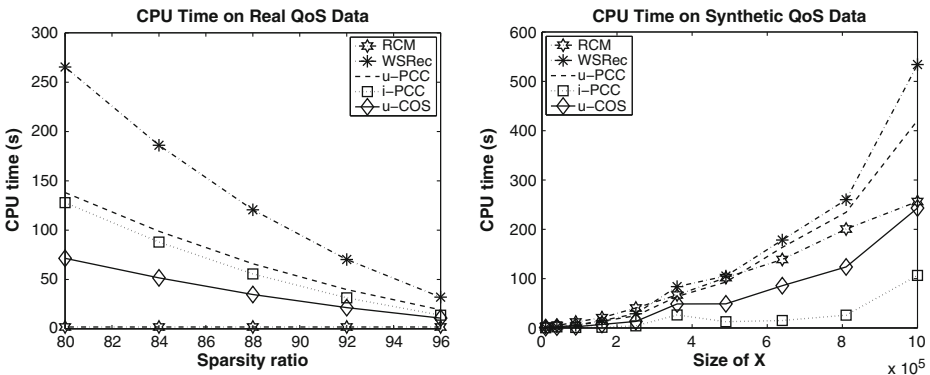 CPU Time on Real QoS Data
300
250
200
150
100
50
0
80
82
84
86
88
90
92
94
96
CPU time (s)
Sparsity ratio
RCM
WSRec
u-PCC
i-PCC
u-COS
CPU Time on Synthetic QoS Data
600
500
400
300
200
100
0
0
2
4
6
8
10
x 10^5
CPU time (s)
Size of X
RCM
WSRec
u-PCC
i-PCC
u-COS